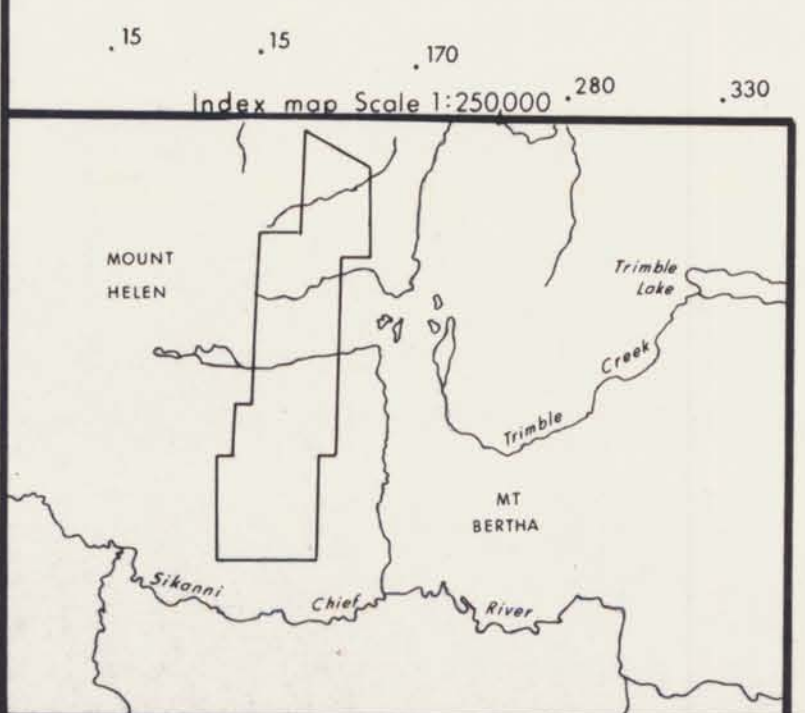 .15
.15
.170
.280
.330
Index map Scale 1:250,000
MOUNT
HELEN
Trimble
Lake
Trimble Creek
MT
BERTHA
Sikanni Chief River